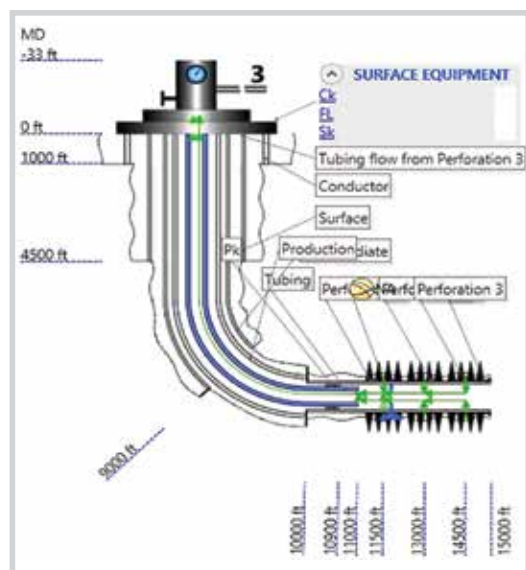 MD
-33 ft
3
SURFACE EQUIPMENT
Ck
FL
Sk
0 ft
Tubing flow from Perforation 3
1000 ft
Conductor
Surface
Pk
Production
diate
4500 ft
Tubing
Perforation 3
9000 ft
10000 ft
10900 ft
11000 ft
11500 ft
13000 ft
14500 ft
15000 ft